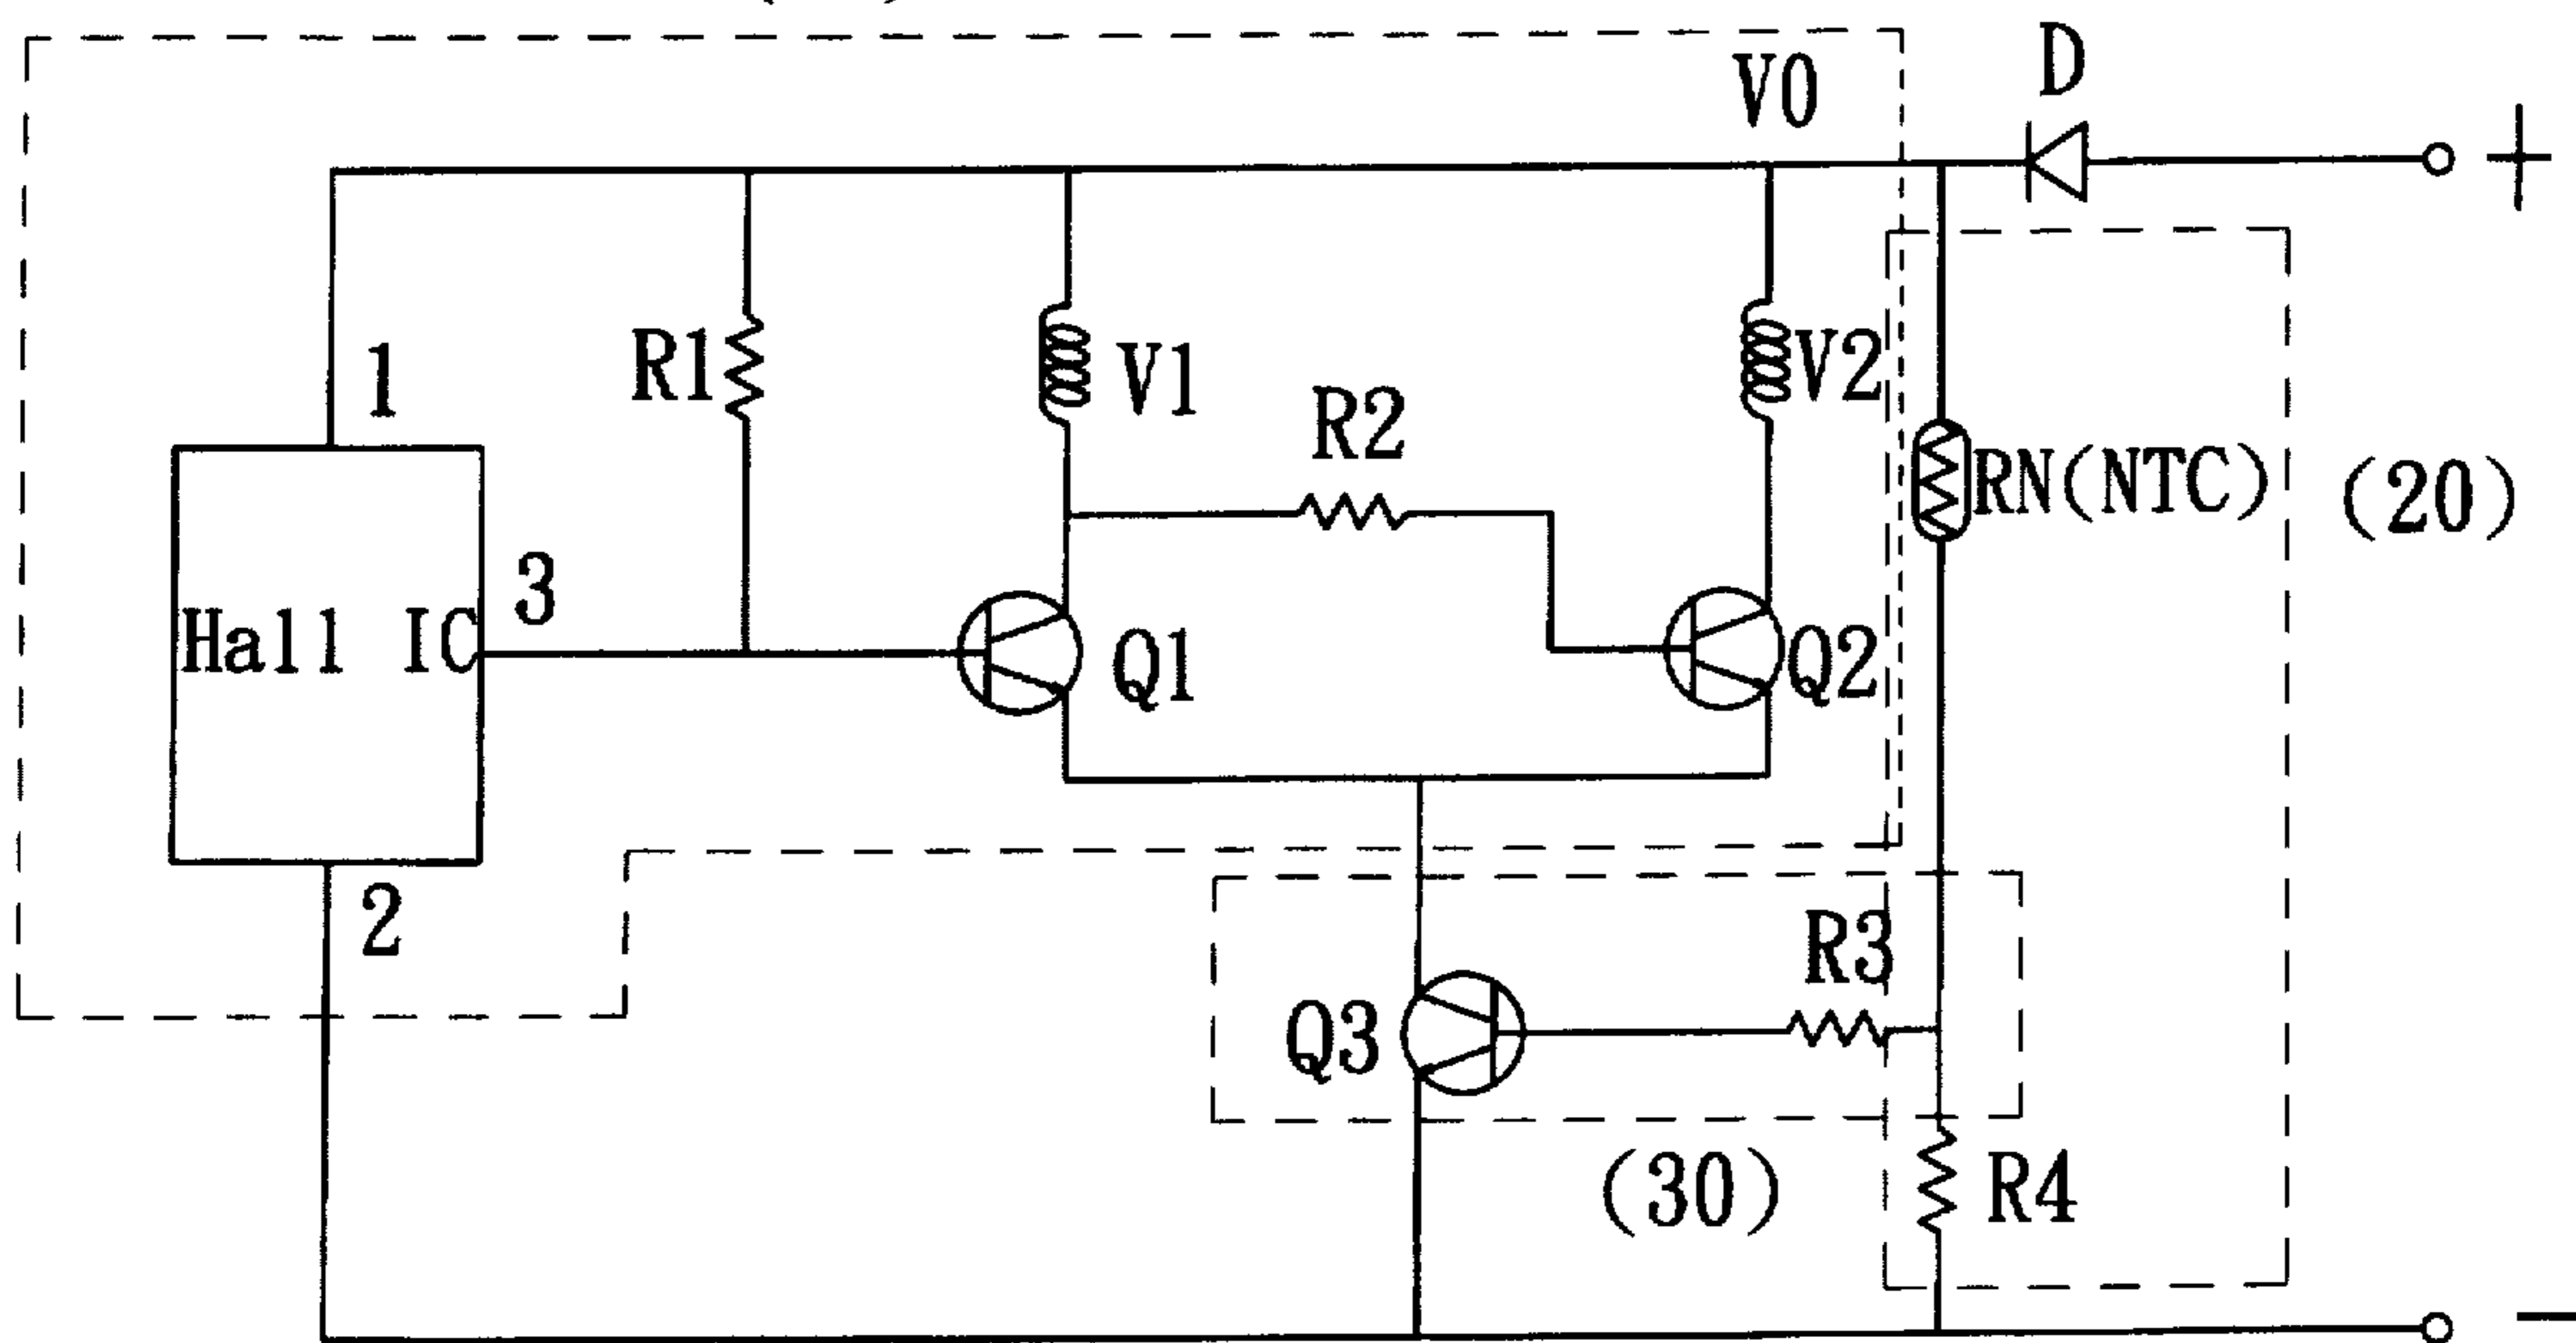 V0
D
+
1
R1
V1
R2
V2
RN(NTC)
(20)
Hall IC
3
Q1
Q2
2
R3
Q3
(30)
R4
-